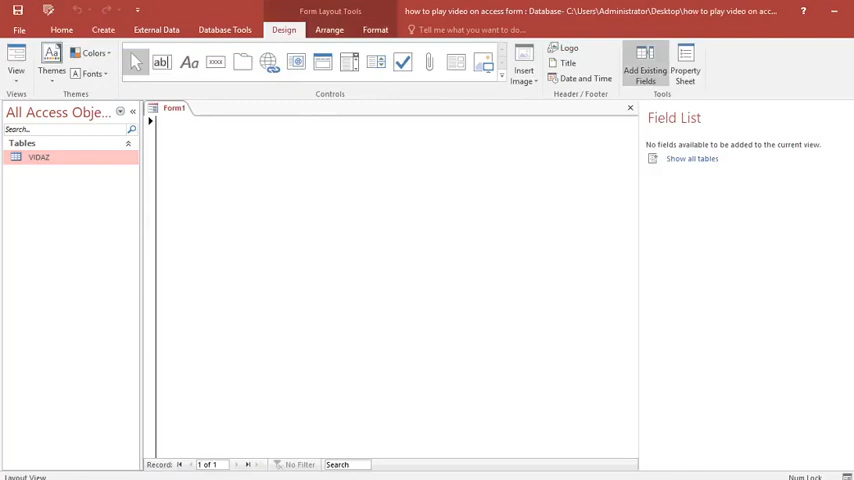 Form Layout Tools
how to play video on access form : Database- C:\Users\Administrator\Desktop\how to play video on acc...
?
File Home Create External Data Database Tools Design Arrange Format Tell me what you want to do...
View
Views
Themes
Colors
Fonts
Themes
ab|
Aa
xxxx
Controls
Insert
Image
Logo
Title
Date and Time
Header / Footer
Add Existing
Fields
Property
Sheet
Tools
All Access Obje...
Search...
Tables
VIDAZ
Form1
Field List
No fields available to be added to the current view.
Show all tables
Record: 1 of 1 No Filter Search
Layout View
Num Lock